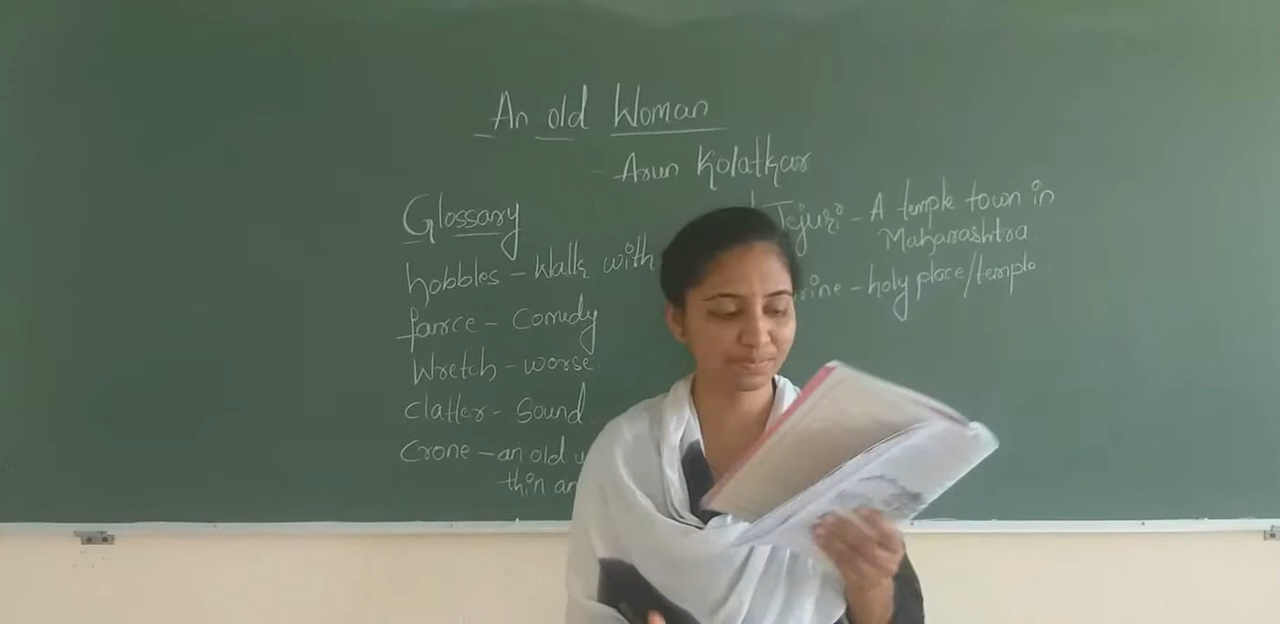 An old Woman
- Arun Kolatkar
Glossary
hobbles - Walk with
farce - Comedy
Wretch - worse
Clatter - Sound
Crone - an old
thin an
Jejuri - A temple town in
Maharashtra
rine - holy place/temple